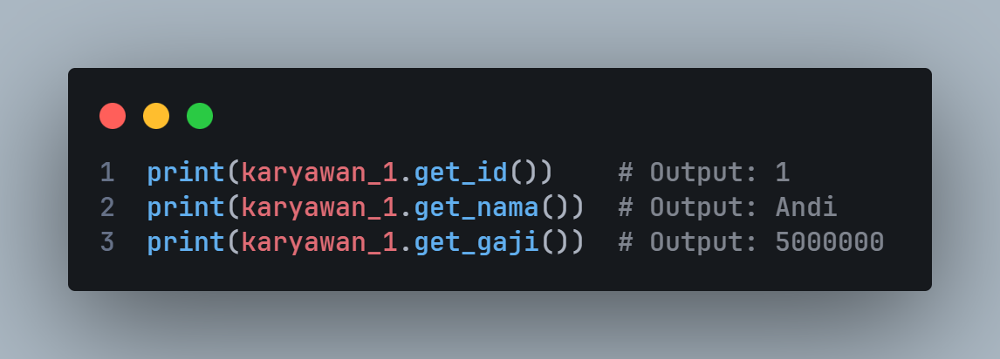 1  print(karyawan_1.get_id())    # Output: 1
2  print(karyawan_1.get_nama())  # Output: Andi
3  print(karyawan_1.get_gaji())  # Output: 5000000